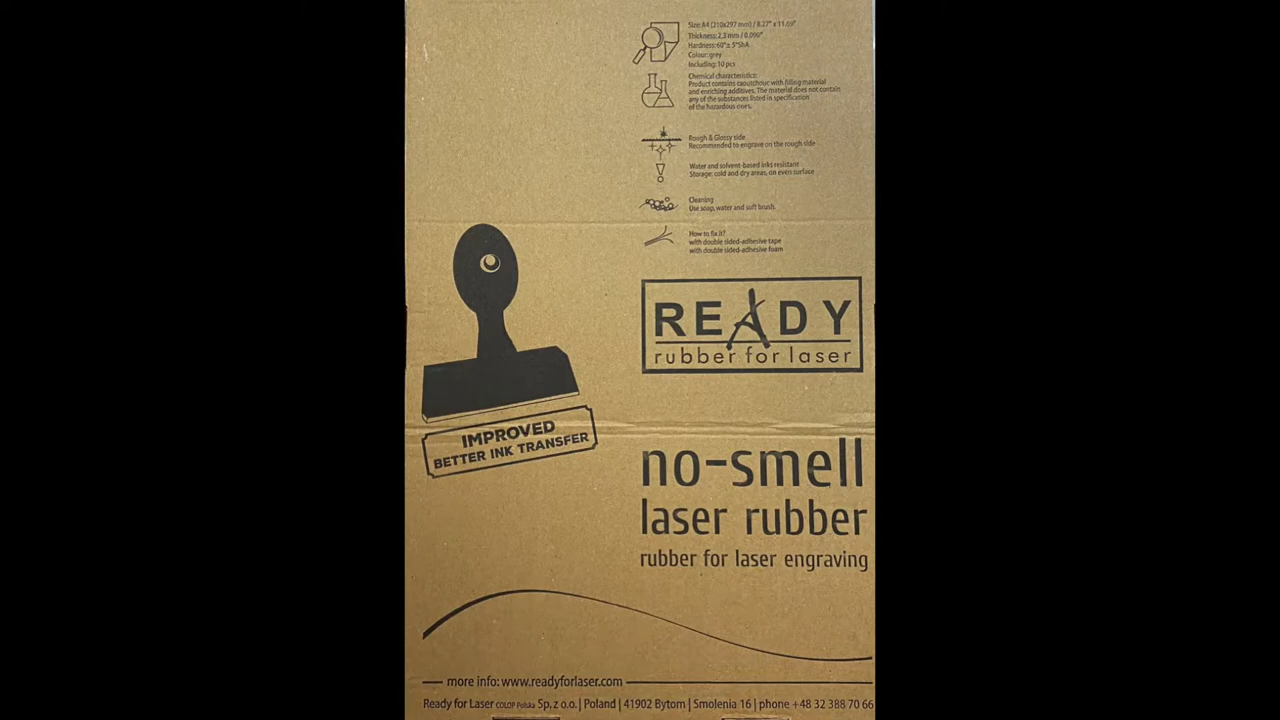 Size: A4 (210x297 mm) / 8.27" x 11.69"
Thickness: 2,3 mm / 0.090"
Hardness: 60°± 5°ShA
Colour: grey
Including: 10 pcs
Chemical characteristics:
Product contains caoutchouc with filling material
and enriching additives. The material does not contain
any of the substances listed in specification
of the hazardous ones.
Rough & Glossy side
Recommended to engrave on the rough side
Water and solvent-based inks resistant
Storage: cold and dry areas, on even surface
Cleaning
Use soap, water and soft brush.
How to fix it?
with double sided-adhesive tape
with double sided-adhesive foam
READY
rubber for laser
IMPROVED
BETTER INK TRANSFER
no-smell
laser rubber
rubber for laser engraving
more info: www.readyforlaser.com
Ready for Laser COLOP Polska Sp. z o.o. | Poland | 41902 Bytom | Smolenia 16 | phone +48 32 388 70 66